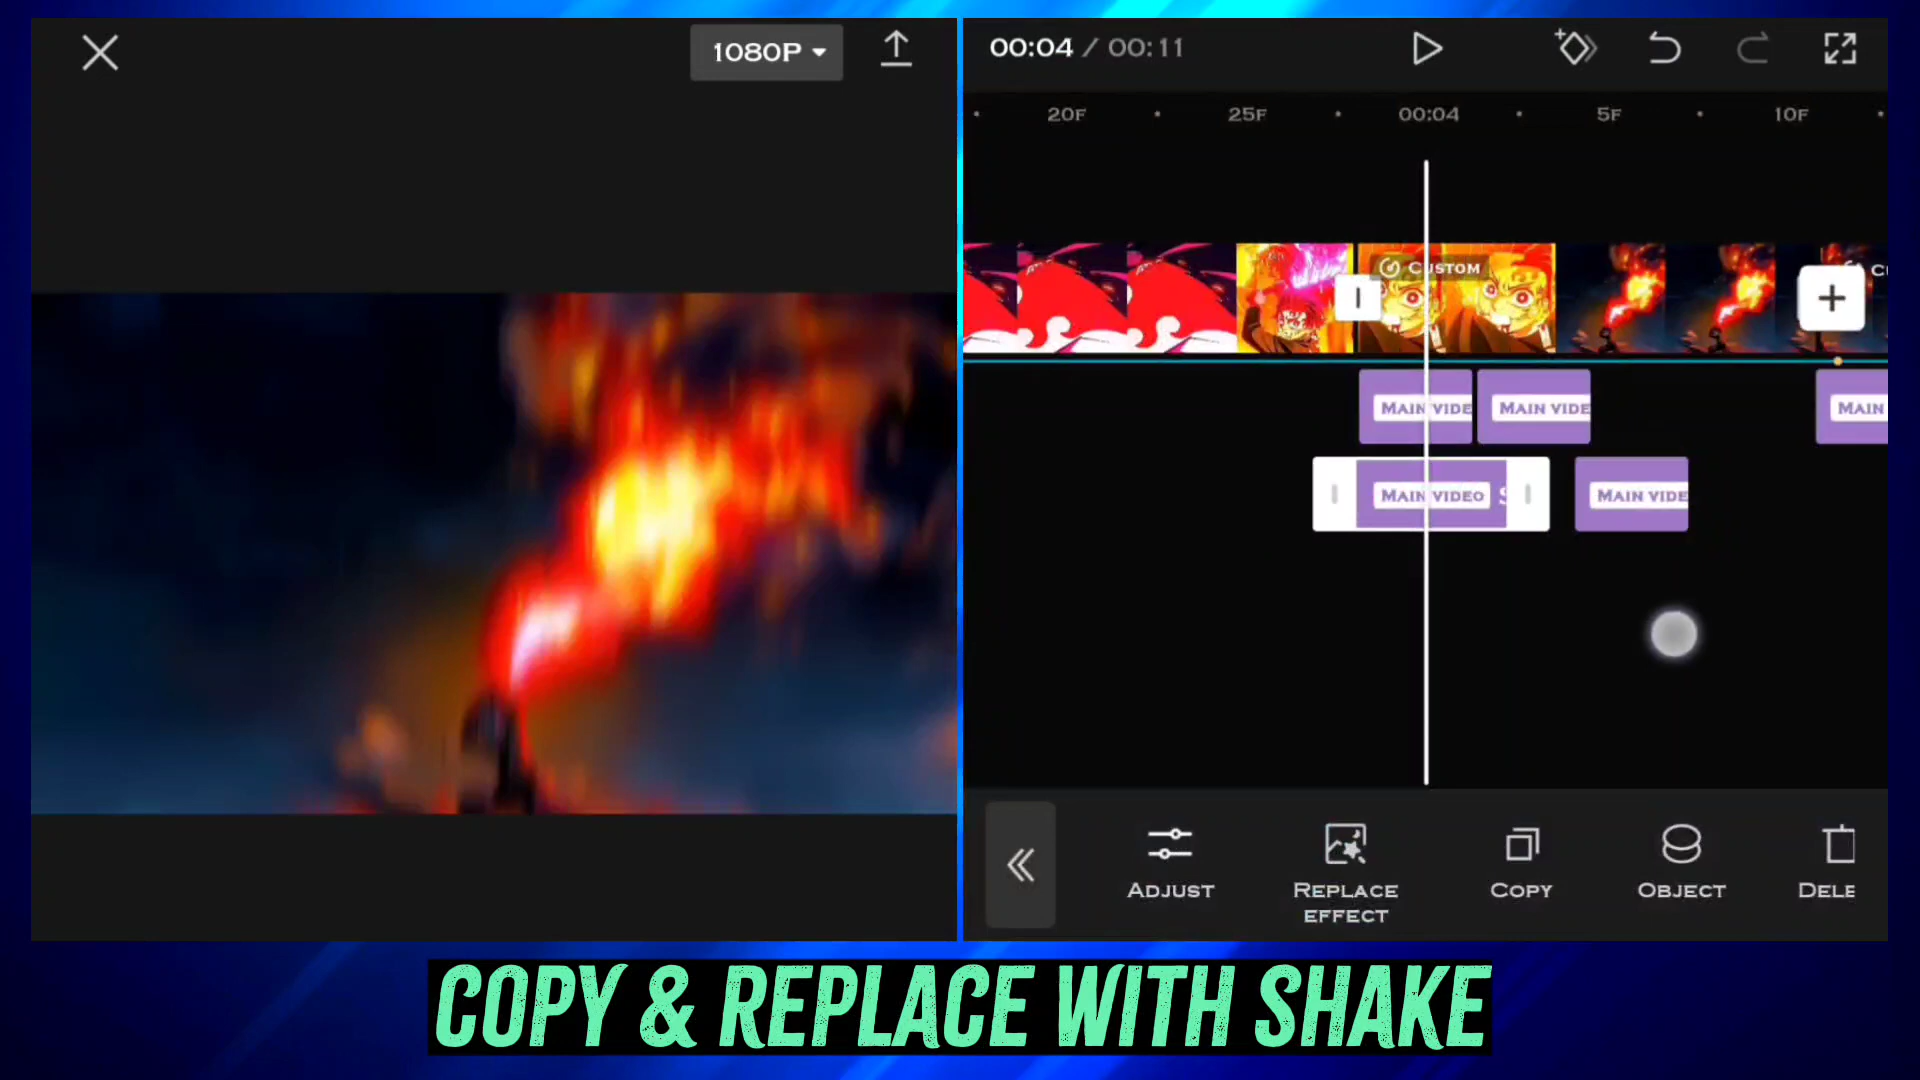 1080P
00:04 / 00:11
20F 25F 00:04 5F 10F
CUSTOM
MAIN VIDE MAIN VIDE MAIN
MAIN VIDEO S MAIN VIDE
ADJUST
REPLACE
EFFECT
COPY
OBJECT
DELE
COPY & REPLACE WITH SHAKE